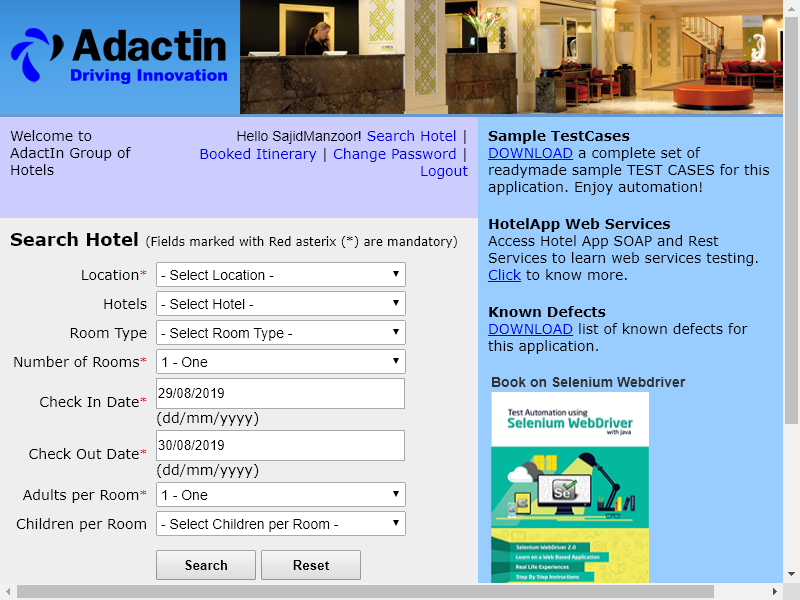 Adactin
Driving Innovation
Welcome to
AdactIn Group of
Hotels
Hello SajidManzoor! Search Hotel |
Booked Itinerary | Change Password |
Logout
Search Hotel (Fields marked with Red asterix (*) are mandatory)
Location* - Select Location -
Hotels - Select Hotel -
Room Type - Select Room Type -
Number of Rooms* 1 - One
Check In Date* 29/08/2019
(dd/mm/yyyy)
Check Out Date* 30/08/2019
(dd/mm/yyyy)
Adults per Room* 1 - One
Children per Room - Select Children per Room -
Search Reset
Sample TestCases
DOWNLOAD a complete set of
readymade sample TEST CASES for this
application. Enjoy automation!
HotelApp Web Services
Access Hotel App SOAP and Rest
Services to learn web services testing.
Click to know more.
Known Defects
DOWNLOAD list of known defects for
this application.
Book on Selenium Webdriver
Test Automation using
Selenium WebDriver
with Java
Se
Selenium WebDriver 2.0
Learn on a Web Based Application
Real Life Experiences
Step By Step Instructions